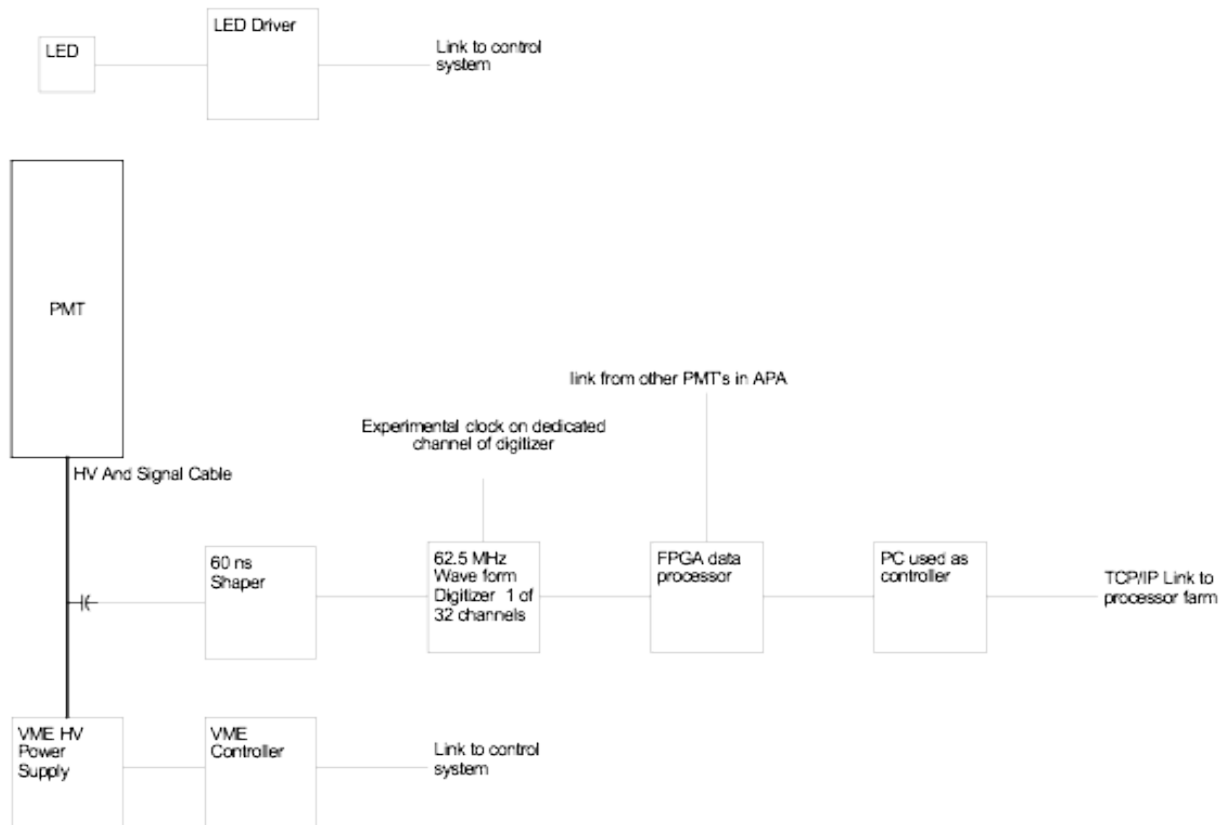 LED Driver
LED
Link to control
system
PMT
link from other PMT's in APA
Experimental clock on dedicated
channel of digitizer
HV And Signal Cable
60 ns
Shaper
62.5 MHz
Wave form
Digitizer 1 of
32 channels
FPGA data
processor
PC used as
controller
TCP/IP Link to
processor farm
VME HV
Power
Supply
VME
Controller
Link to control
system